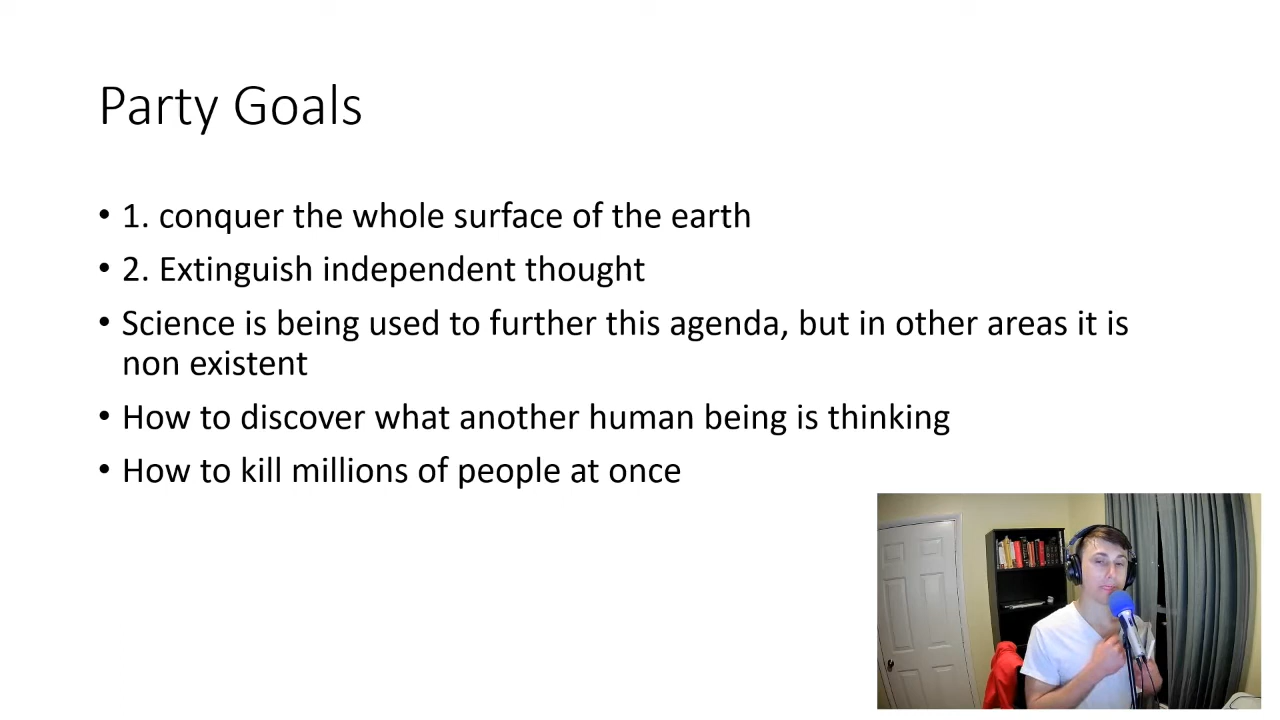 Party Goals
• 1. conquer the whole surface of the earth
• 2. Extinguish independent thought
• Science is being used to further this agenda, but in other areas it is
non existent
• How to discover what another human being is thinking
• How to kill millions of people at once